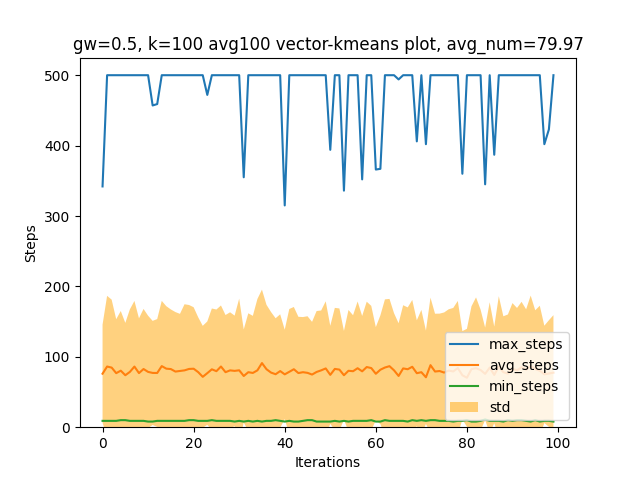 gw=0.5, k=100 avg100 vector-kmeans plot, avg_num=79.97
500
400
300
200
100
0
Steps
0 20 40 60 80 100
Iterations
max_steps
avg_steps
min_steps
std